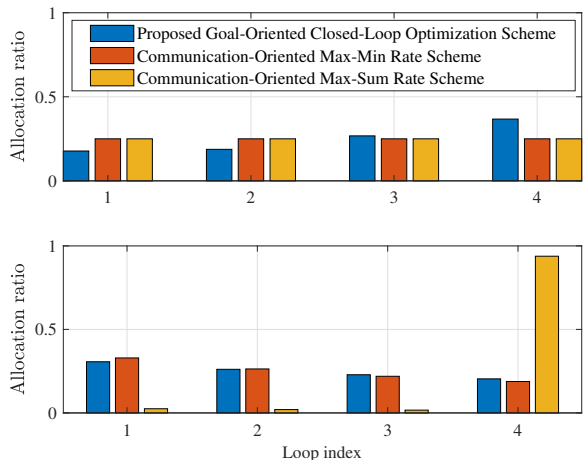 1
Proposed Goal-Oriented Closed-Loop Optimization Scheme
Communication-Oriented Max-Min Rate Scheme
Communication-Oriented Max-Sum Rate Scheme
Allocation ratio
0.5
0
1 2 3 4
1
Allocation ratio
0.5
0
1 2 3 4
Loop index